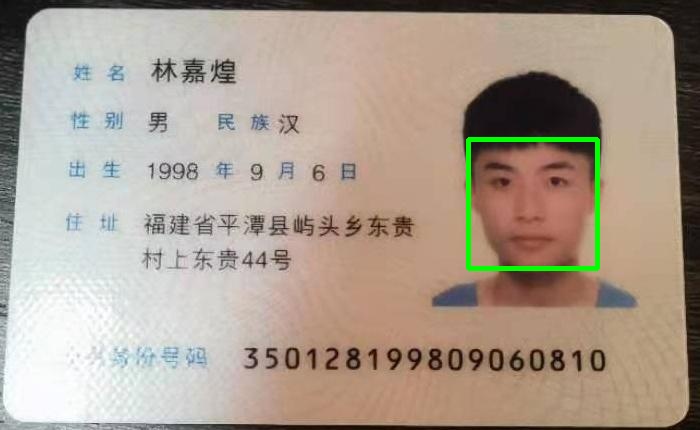 姓名 林嘉煌
性别 男 民族 汉
出生 1998 年 9 月 6 日
住址 福建省平潭县屿头乡东贵
村上东贵44号
公民身份号码 350128199809060810